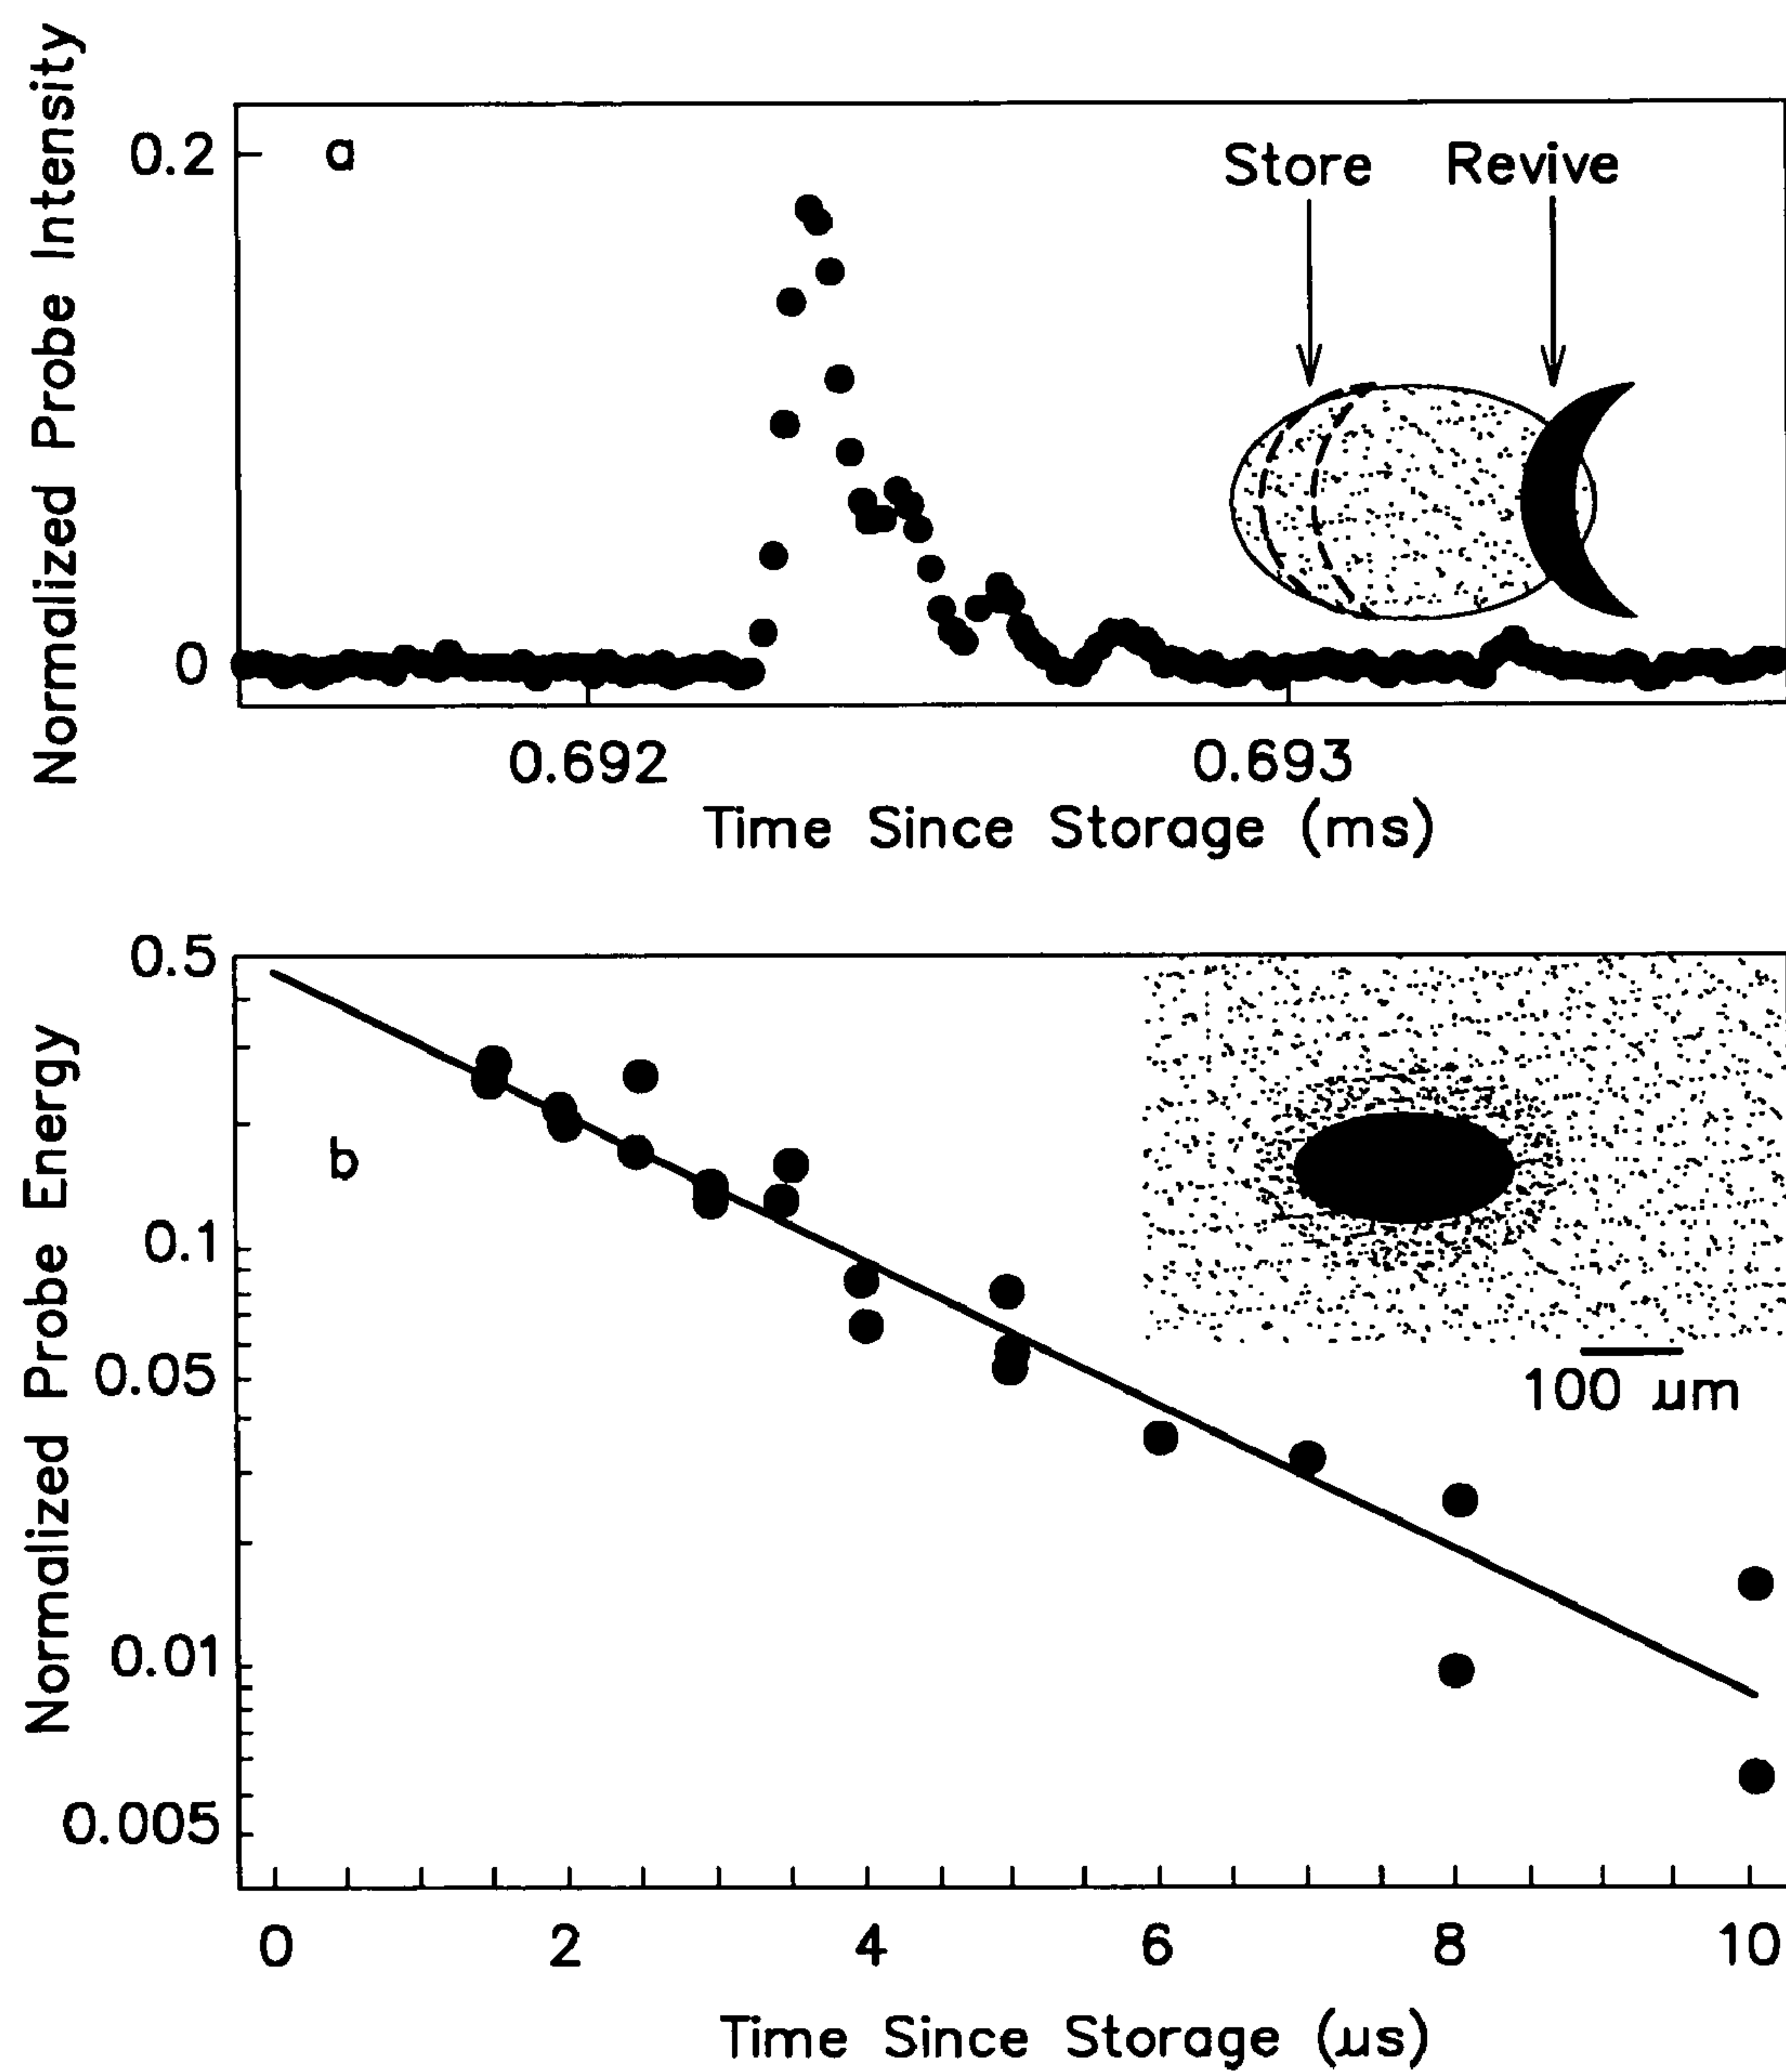 Normalized Probe Intensity
0.2
a
Store Revive
0
0.692 0.693
Time Since Storage (ms)
Normalized Probe Energy
0.5
b
0.1
0.05
100 μm
0.01
0.005
0 2 4 6 8 10
Time Since Storage (μs)